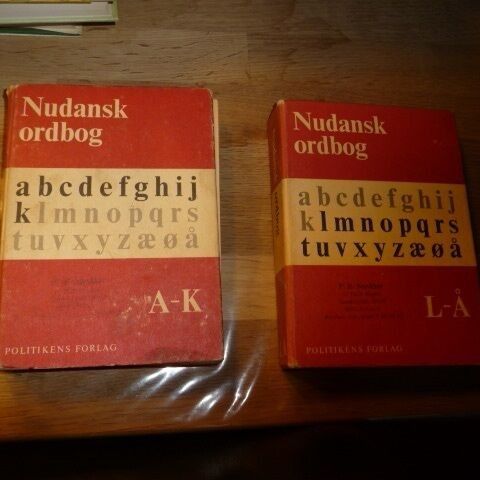 Nudansk
ordbog
abcdefghij
klmnopqrs
tuvxyzæøå
A-K
POLITIKENS FORLAG
Nudansk
ordbog
abcdefghij
klmnopqrs
tuvxyzæøå
L-Å
POLITIKENS FORLAG